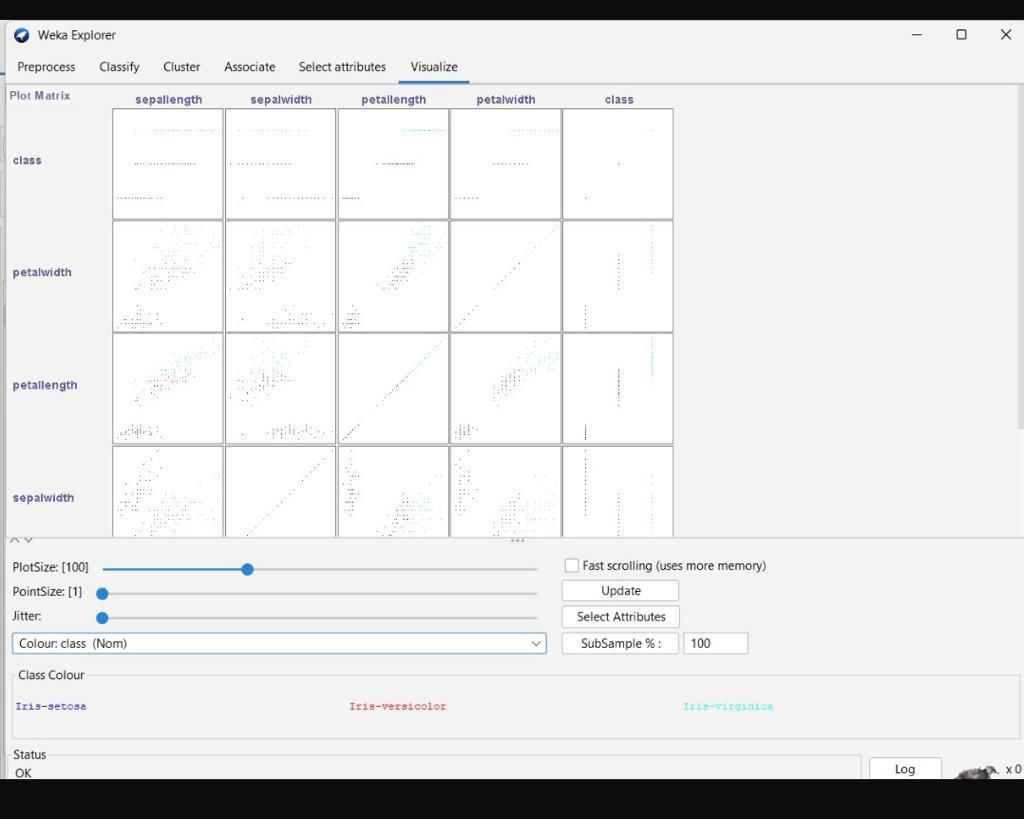 Weka Explorer
Preprocess Classify Cluster Associate Select attributes Visualize
Plot Matrix
sepallength sepalwidth petallength petalwidth class
class
petalwidth
petallength
sepalwidth
PlotSize: [100]
Fast scrolling (uses more memory)
PointSize: [1]
Update
Jitter:
Select Attributes
Colour: class (Nom)
SubSample % : 100
Class Colour
Iris-setosa Iris-versicolor Iris-virginica
Status
OK
Log
x 0